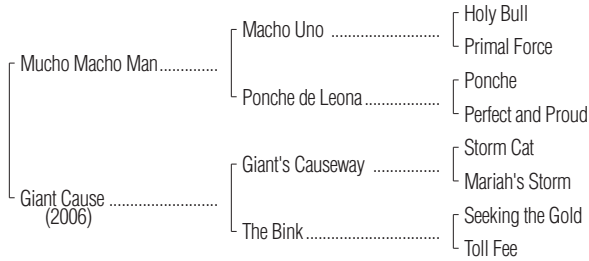 Holy Bull
Macho Uno ..................
Primal Force
Mucho Macho Man.............
Ponche
Ponche de Leona ...............
Perfect and Proud
Storm Cat
Giant's Causeway ..............
Mariah's Storm
Giant Cause .......................
(2006)
Seeking the Gold
The Bink............................
Toll Fee